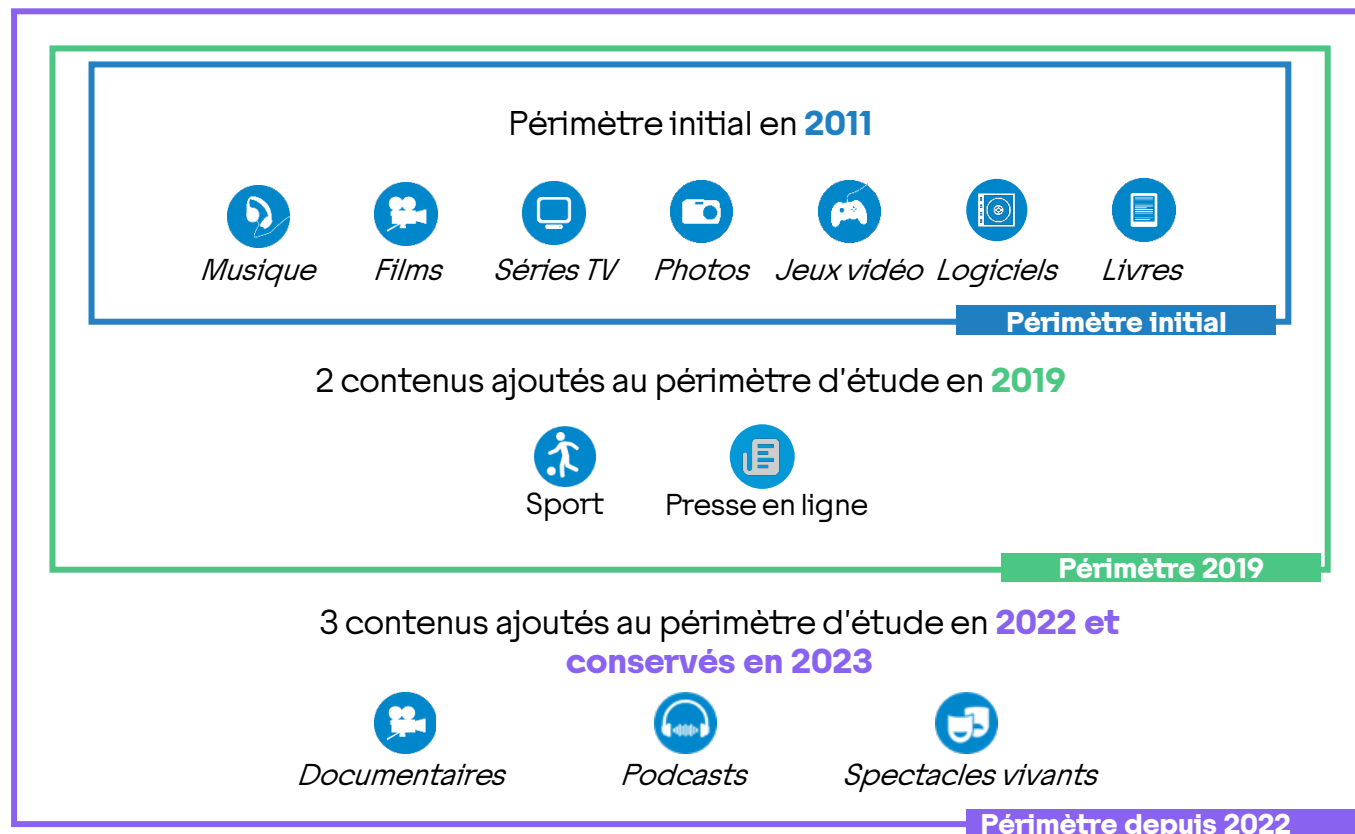 Périmètre initial en 2011
Musique Films Séries TV Photos Jeux vidéo Logiciels Livres
Périmètre initial
2 contenus ajoutés au périmètre d'étude en 2019
Sport Presse en ligne
Périmètre 2019
3 contenus ajoutés au périmètre d'étude en 2022 et
conservés en 2023
Documentaires Podcasts Spectacles vivants
Périmètre depuis 2022